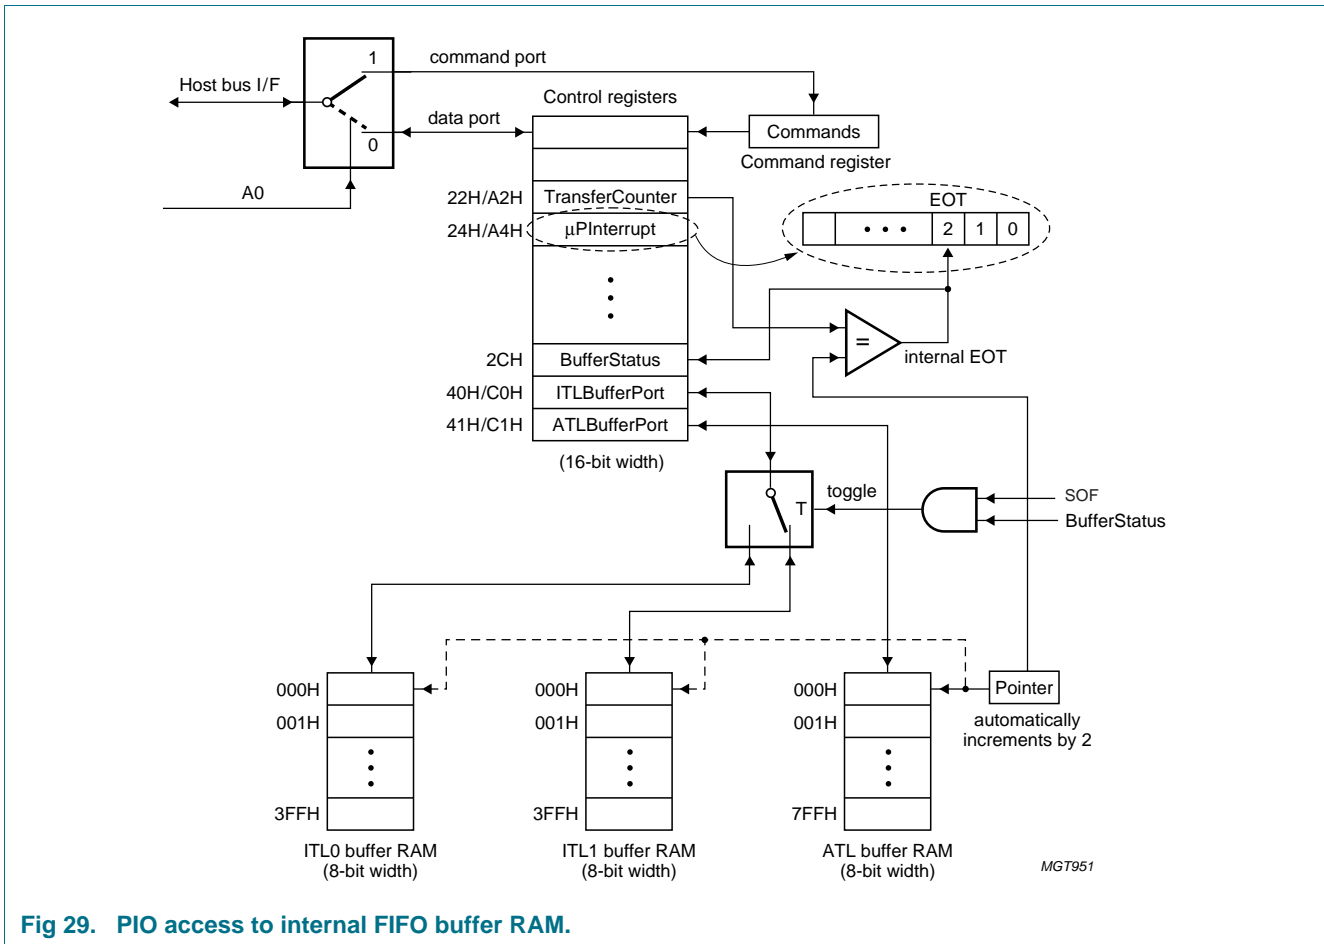 1
command port
Host bus I/F
Control registers
data port
0
Commands
Command register
A0
22H/A2H
TransferCounter
EOT
24H/A4H
µPInterrupt
• • •
2
1
0
internal EOT
=
2CH
BufferStatus
40H/C0H
ITLBufferPort
41H/C1H
ATLBufferPort
(16-bit width)
toggle
T
SOF
BufferStatus
000H
001H
3FFH
ITL0 buffer RAM
(8-bit width)
000H
001H
3FFH
ITL1 buffer RAM
(8-bit width)
000H
001H
7FFH
ATL buffer RAM
(8-bit width)
Pointer
automatically
increments by 2
MGT951
Fig 29. PIO access to internal FIFO buffer RAM.